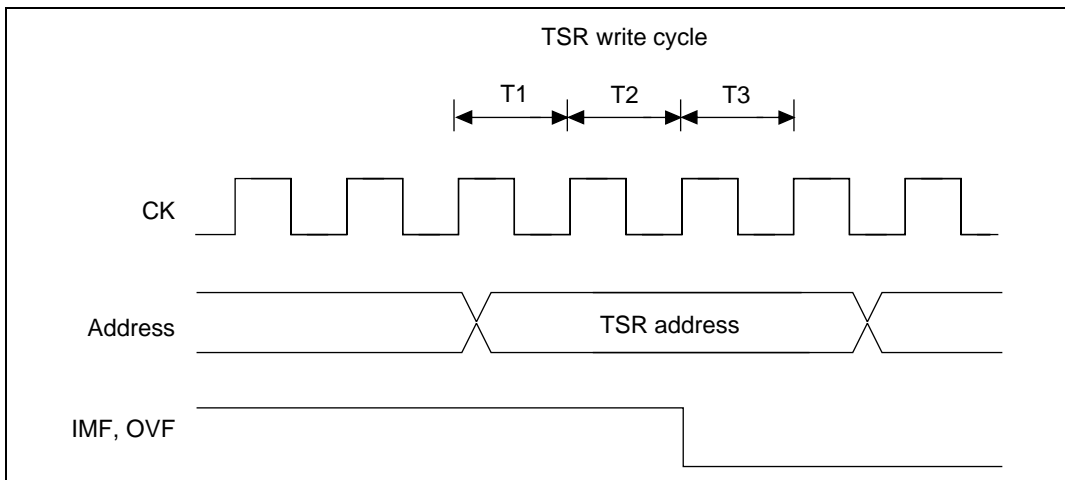 TSR write cycle
T1 T2 T3
CK
Address TSR address
IMF, OVF